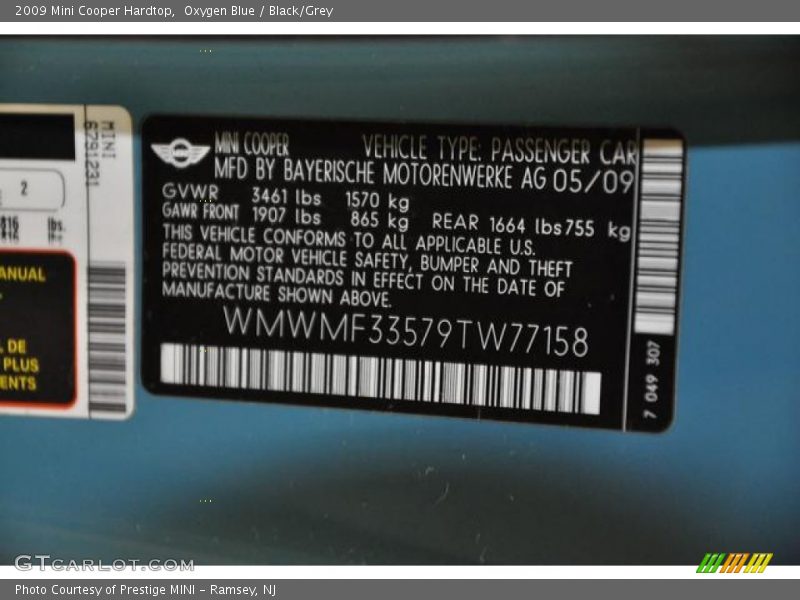 2009 Mini Cooper Hardtop,  Oxygen Blue / Black/Grey
MINI
6791231
2
lbs.
ANUAL
DE
PLUS
ENTS
MINI COOPER VEHICLE TYPE: PASSENGER CAR
MFD BY BAYERISCHE MOTORENWERKE AG 05/09
GVWR 3461 lbs 1570 kg
GAWR FRONT 1907 lbs 865 kg REAR 1664 lbs 755 kg
THIS VEHICLE CONFORMS TO ALL APPLICABLE U.S.
FEDERAL MOTOR VEHICLE SAFETY, BUMPER AND THEFT
PREVENTION STANDARDS IN EFFECT ON THE DATE OF
MANUFACTURE SHOWN ABOVE.
WMWMF33579TW77158
7 049 307
GTCARLOT.COM
Photo Courtesy of Prestige MINI - Ramsey, NJ